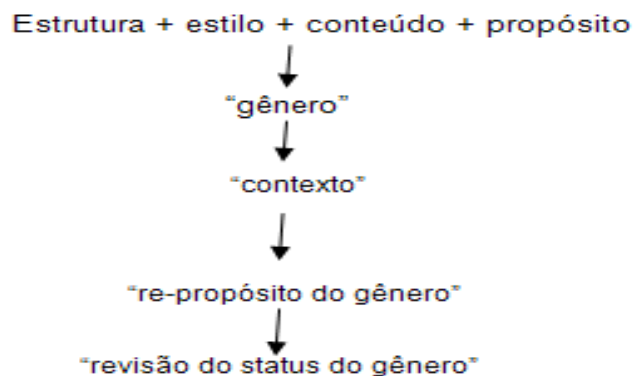 Estrutura + estilo + conteúdo + propósito
“gênero”
“contexto”
“re-propósito do gênero”
“revisão do status do gênero”